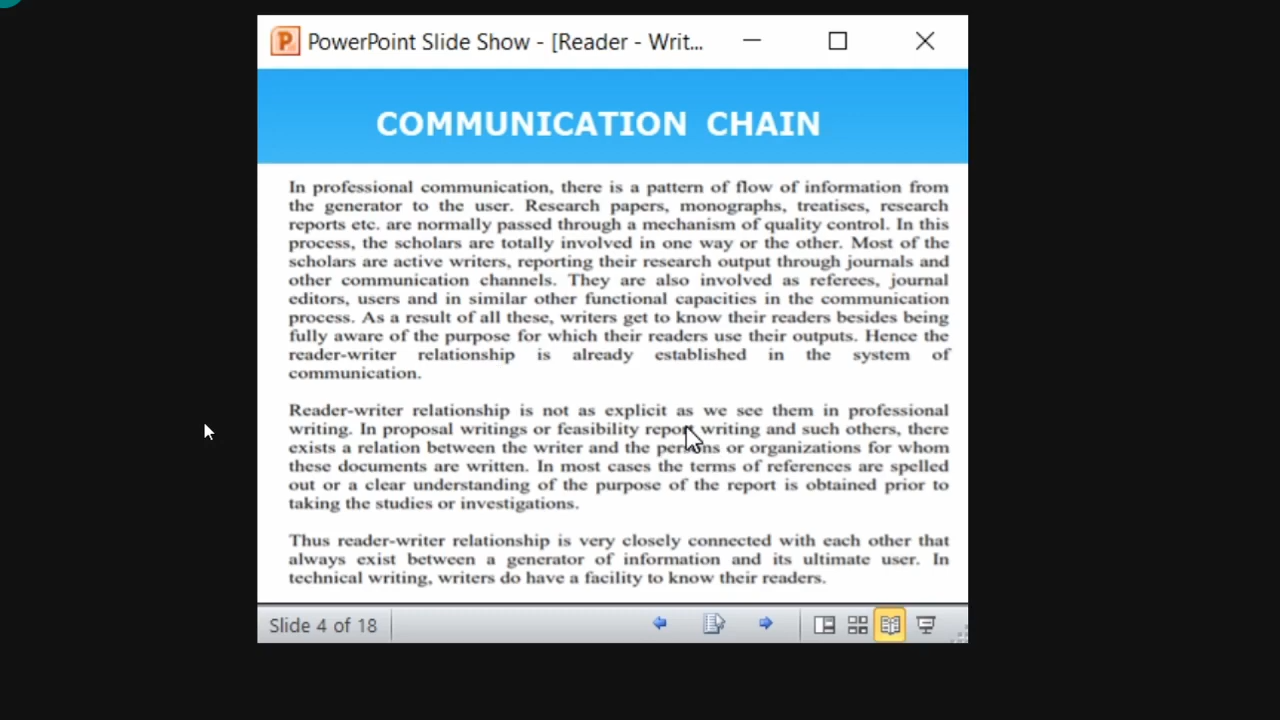 PowerPoint Slide Show - [Reader - Writ...
COMMUNICATION CHAIN
In professional communication, there is a pattern of flow of information from
the generator to the user. Research papers, monographs, treatises, research
reports etc. are normally passed through a mechanism of quality control. In this
process, the scholars are totally involved in one way or the other. Most of the
scholars are active writers, reporting their research output through journals and
other communication channels. They are also involved as referees, journal
editors, users and in similar other functional capacities in the communication
process. As a result of all these, writers get to know their readers besides being
fully aware of the purpose for which their readers use their outputs. Hence the
reader-writer relationship is already established in the system of
communication.
Reader-writer relationship is not as explicit as we see them in professional
writing. In proposal writings or feasibility report writing and such others, there
exists a relation between the writer and the persons or organizations for whom
these documents are written. In most cases the terms of references are spelled
out or a clear understanding of the purpose of the report is obtained prior to
taking the studies or investigations.
Thus reader-writer relationship is very closely connected with each other that
always exist between a generator of information and its ultimate user. In
technical writing, writers do have a facility to know their readers.
Slide 4 of 18